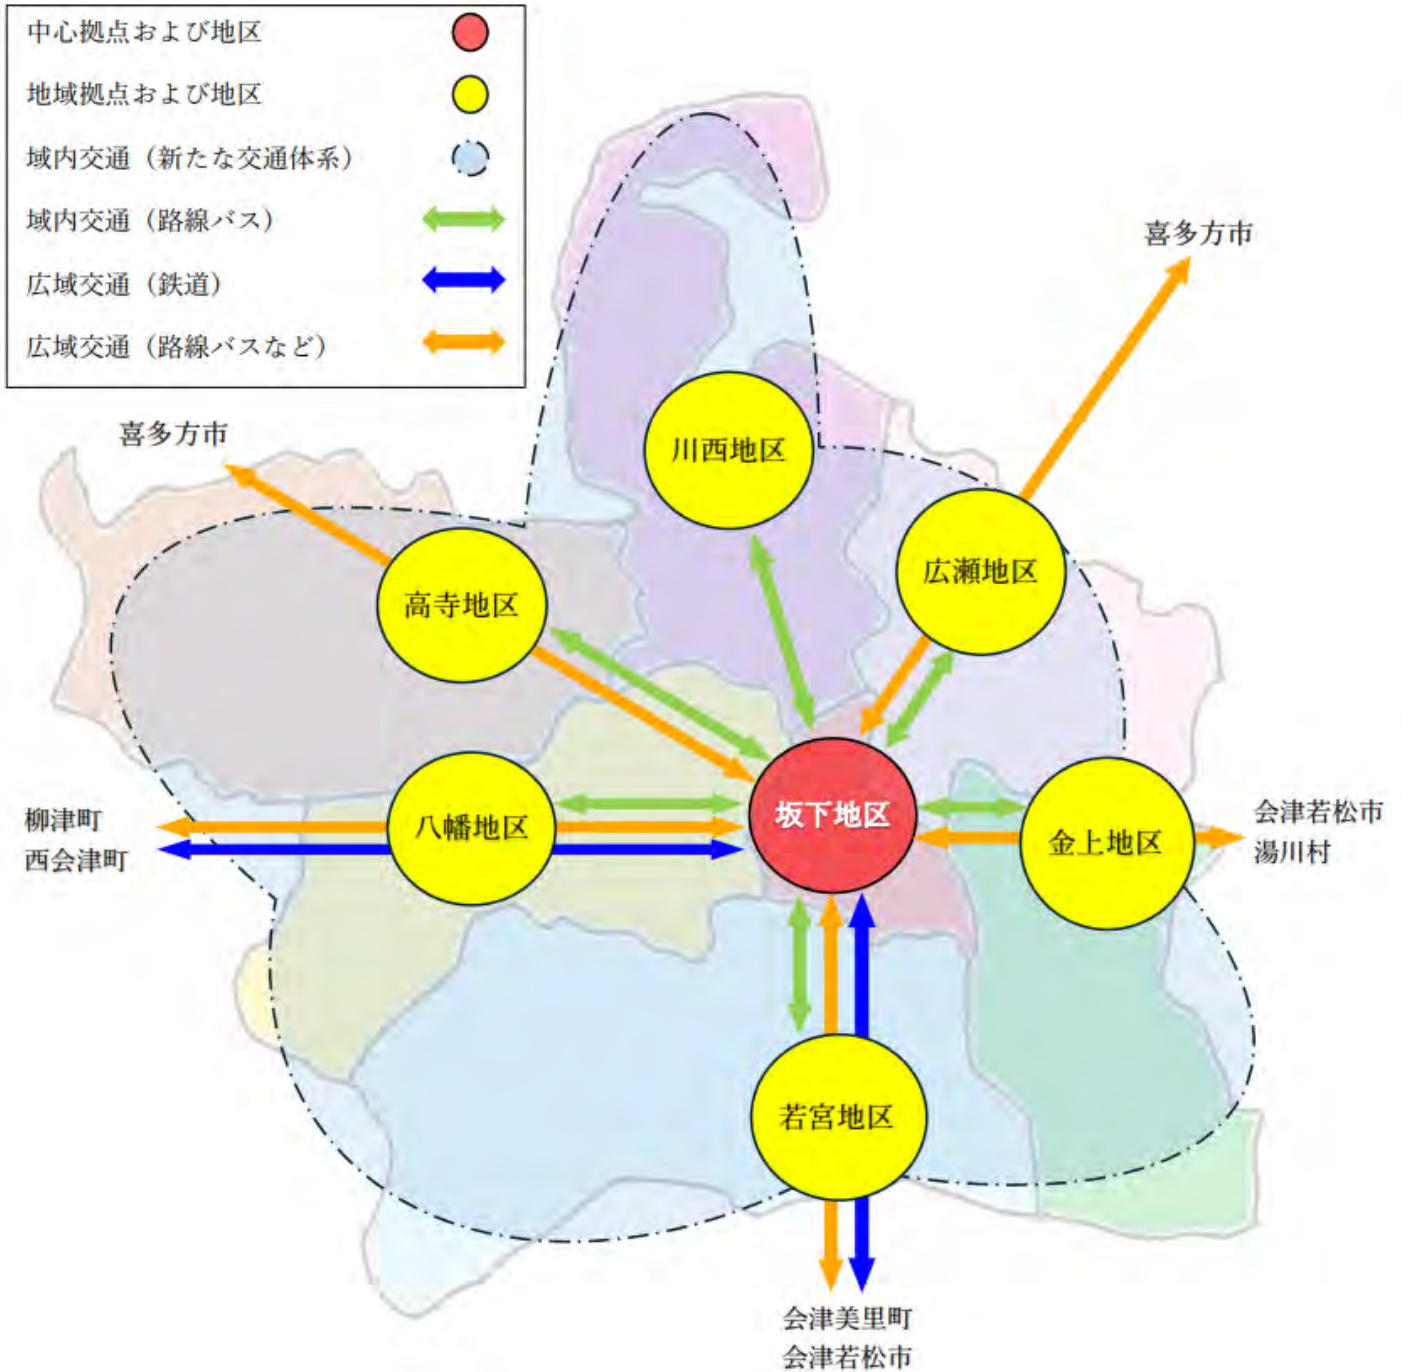 中心拠点および地区
地域拠点および地区
域内交通（新たな交通体系）
域内交通（路線バス）
広域交通（鉄道）
広域交通（路線バスなど）
喜多方市
喜多方市
川西地区
広瀬地区
高寺地区
柳津町
西会津町
八幡地区
坂下地区
金上地区
会津若松市
湯川村
若宮地区
会津美里町
会津若松市